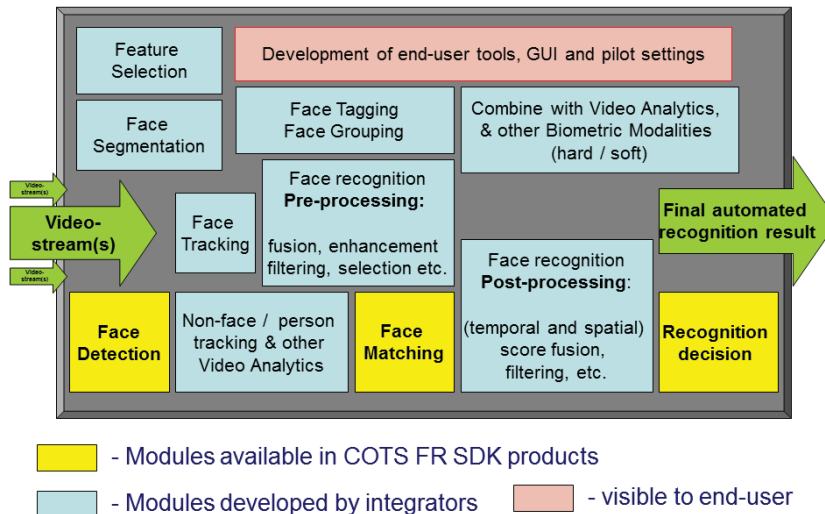 Feature
Selection
Development of end-user tools, GUI and pilot settings
Face
Segmentation
Face Tagging
Face Grouping
Combine with Video Analytics,
& other Biometric Modalities
(hard / soft)
Video-
stream(s)
Video-
stream(s)
Video-
stream(s)
Face
Tracking
Face recognition
Pre-processing:
fusion, enhancement
filtering, selection etc.
Final automated
recognition result
Face recognition
Post-processing:
(temporal and spatial)
score fusion,
filtering, etc.
Face
Detection
Non-face / person
tracking & other
Video Analytics
Face
Matching
Recognition
decision
- Modules available in COTS FR SDK products
- Modules developed by integrators
- visible to end-user